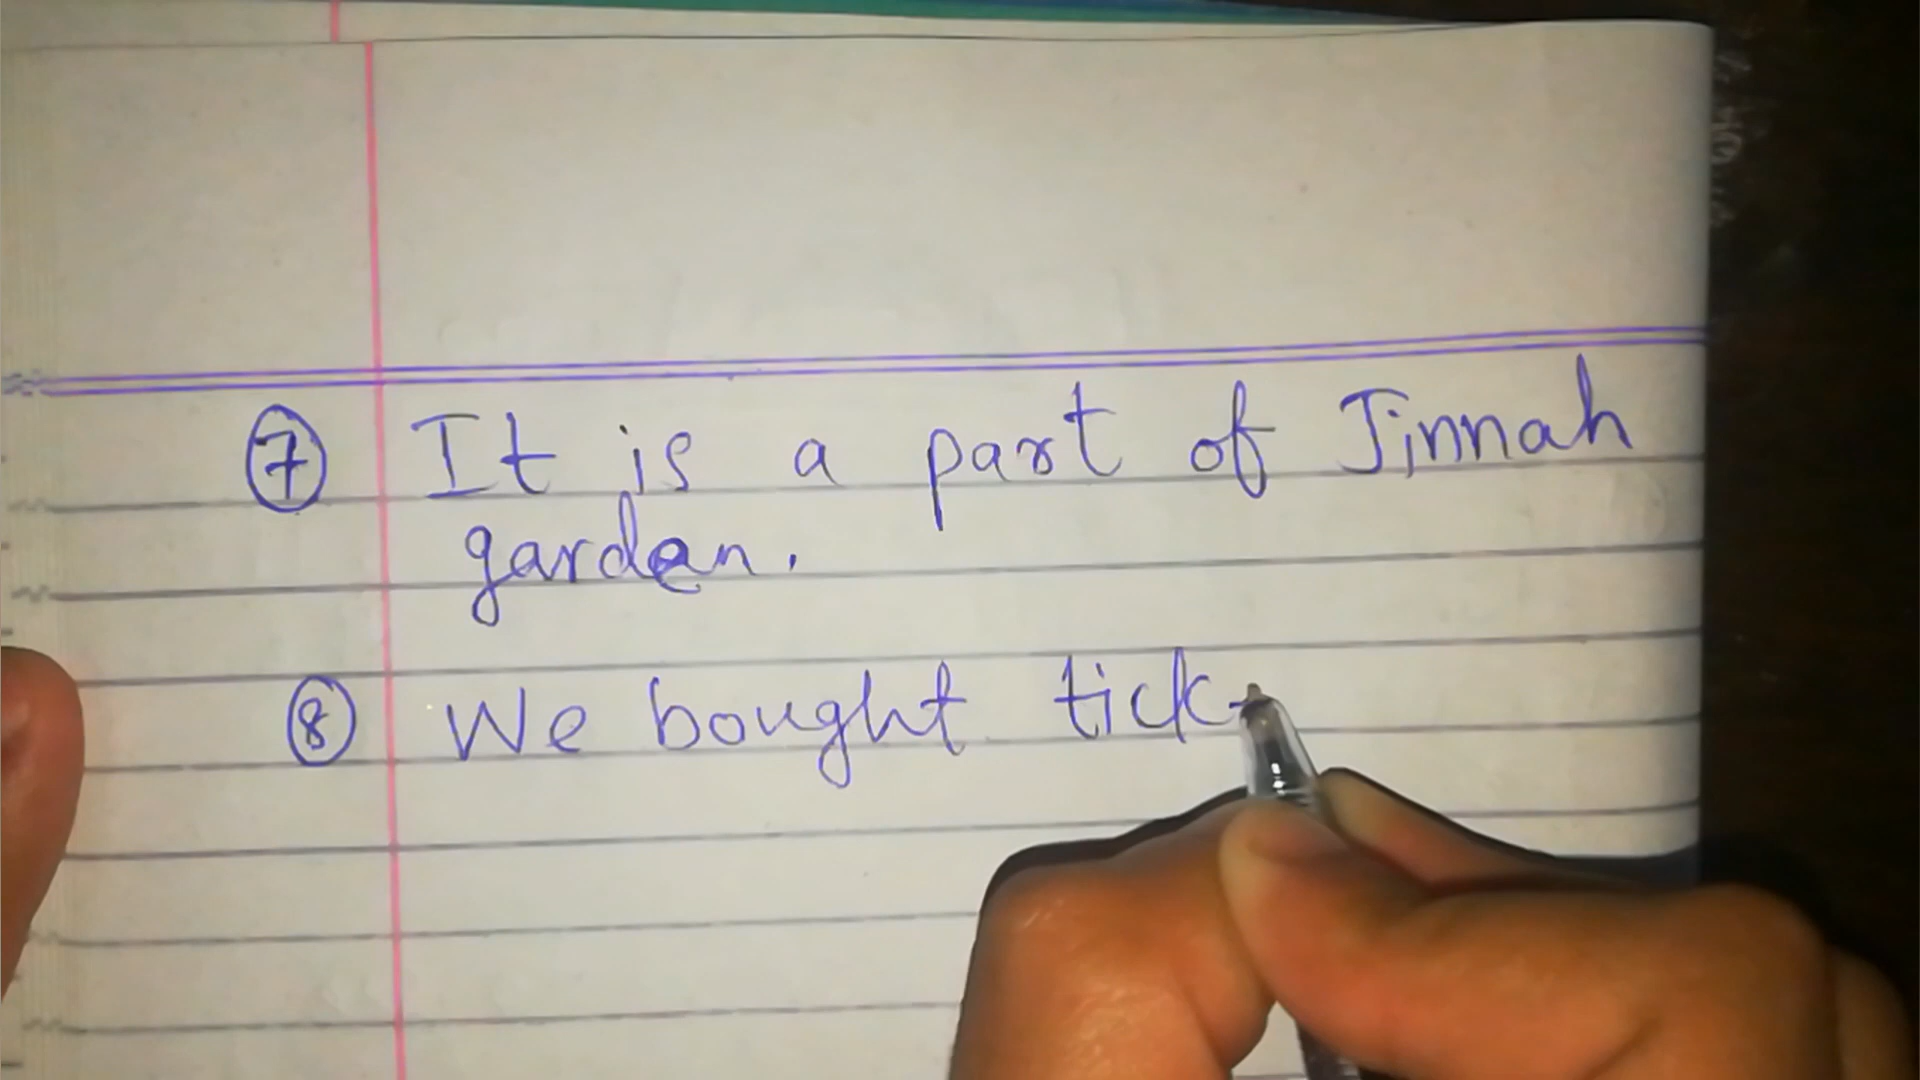 ⑦ It is a part of Jinnah
garden.
⑧ We bought tick